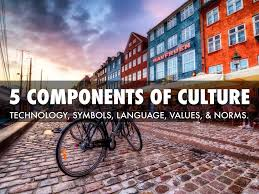 5 COMPONENTS OF CULTURE
TECHNOLOGY, SYMBOLS, LANGUAGE, VALUES, & NORMS.